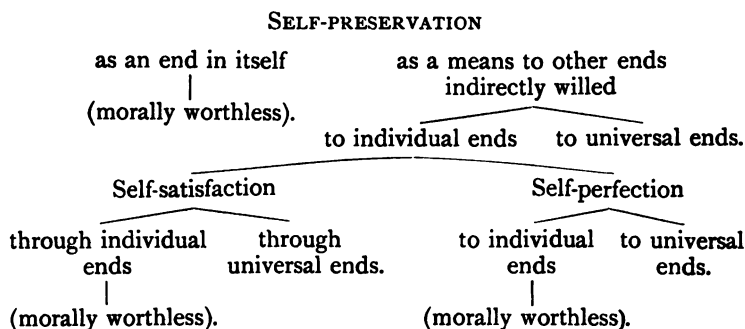 SELF-PRESERVATION
as an end in itself as a means to other ends
indirectly willed
(morally worthless).
to individual ends to universal ends.
Self-satisfaction Self-perfection
through individual through to individual to universal
ends universal ends. ends ends.
(morally worthless). (morally worthless).